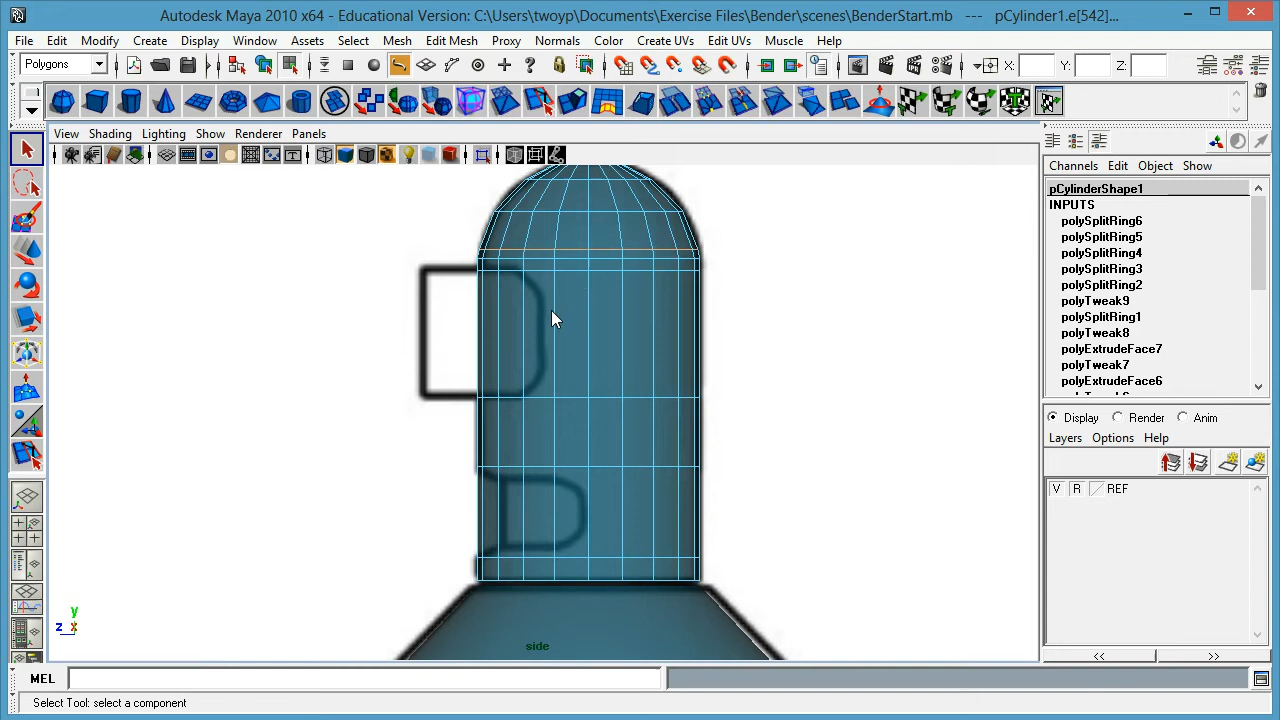 Autodesk Maya 2010 x64 - Educational Version: C:\Users\twoyp\Documents\Exercise Files\Bender\scenes\BenderStart.mb --- pCylinder1.e[542]...
File Edit Modify Create Display Window Assets Select Mesh Edit Mesh Proxy Normals Color Create UVs Edit UVs Muscle Help
Polygons X: Y: Z:
View Shading Lighting Show Renderer Panels
Channels Edit Object Show
pCylinderShape1
INPUTS
polySplitRing6
polySplitRing5
polySplitRing4
polySplitRing3
polySplitRing2
polyTweak9
polySplitRing1
polyTweak8
polyExtrudeFace7
polyTweak7
polyExtrudeFace6
Display Render Anim
Layers Options Help
V R REF
y
z x
side
<< >>
MEL
Select Tool: select a component